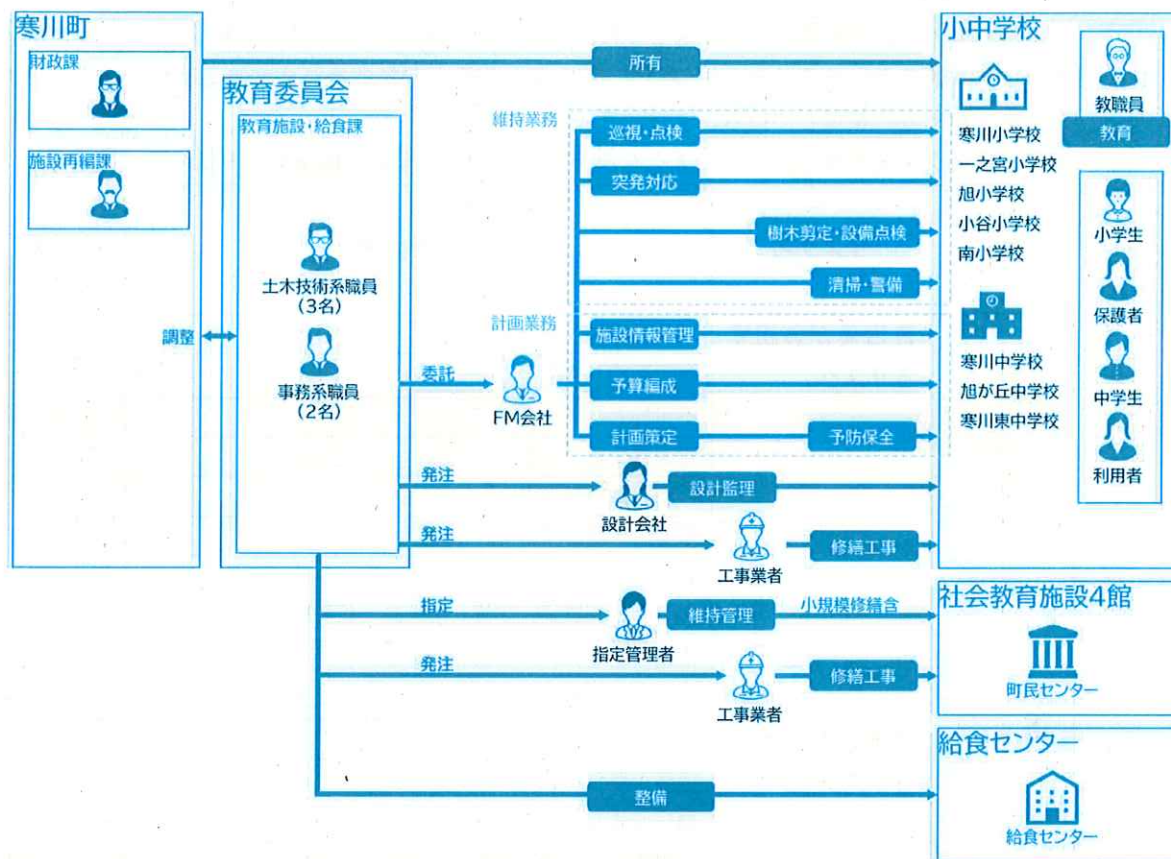 寒川町
財政課
施設再編課
調整
教育委員会
教育施設・給食課
土木技術系職員
(3名)
事務系職員
(2名)
所有
維持業務
巡視・点検
突発対応
樹木剪定・設備点検
清掃・警備
計画業務
施設情報管理
委託
FM会社
予算編成
計画策定
予防保全
発注
設計会社
設計監理
発注
工事業者
修繕工事
指定
指定管理者
維持管理
小規模修繕含
発注
工事業者
修繕工事
整備
小中学校
教職員
教育
寒川小学校
一之宮小学校
旭小学校
小谷小学校
南小学校
寒川中学校
旭が丘中学校
寒川東中学校
小学生
保護者
中学生
利用者
社会教育施設4館
町民センター
給食センター
給食センター